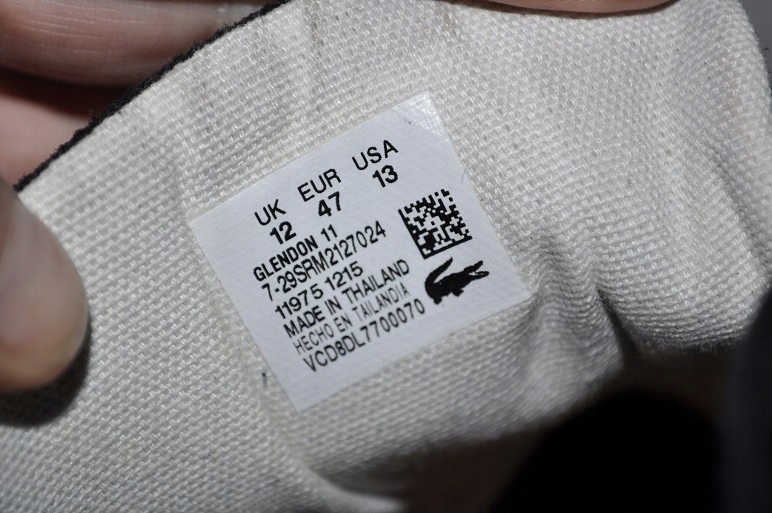 UK EUR USA
12 47 13
GLENDON 11
7-29SRM2127024
11975 1215
MADE IN THAILAND
HECHO EN TAILANDIA
VCD8DL7700070